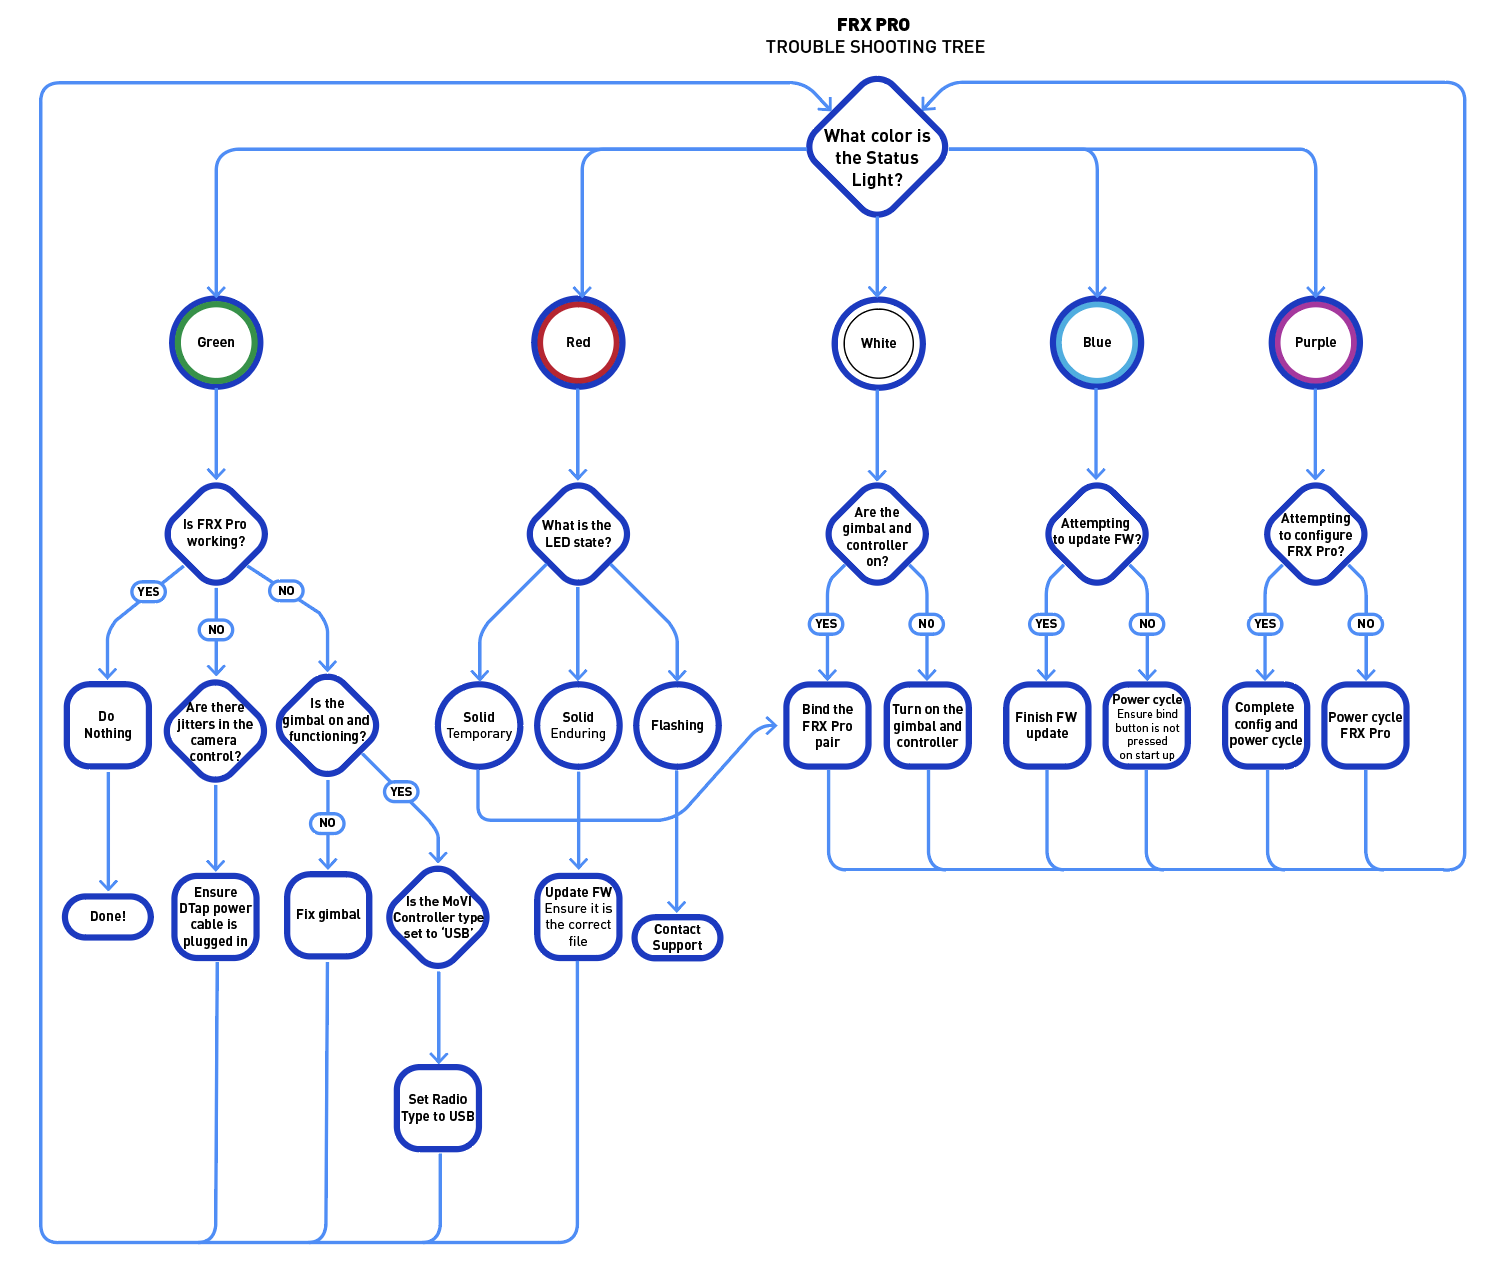 FRX PRO
TROUBLE SHOOTING TREE
What color is
the Status
Light?
Green
Red
White
Blue
Purple
Is FRX Pro
working?
What is the
LED state?
Are the
gimbal and
controller
on?
Attempting
to update FW?
Attempting
to configure
FRX Pro?
YES
NO
NO
YES
NO
YES
NO
YES
NO
Do
Nothing
Are there
jitters in the
camera
control?
Is the
gimbal on and
functioning?
Solid
Temporary
Solid
Enduring
Flashing
Bind the
FRX Pro
pair
Turn on the
gimbal and
controller
Finish FW
update
Power cycle
Ensure bind
button is not
pressed
on start up
Complete
config and
power cycle
Power cycle
FRX Pro
YES
NO
Done!
Ensure
DTap power
cable is
plugged in
Fix gimbal
Is the MoVI
Controller type
set to ‘USB’
Update FW
Ensure it is
the correct
file
Contact
Support
Set Radio
Type to USB